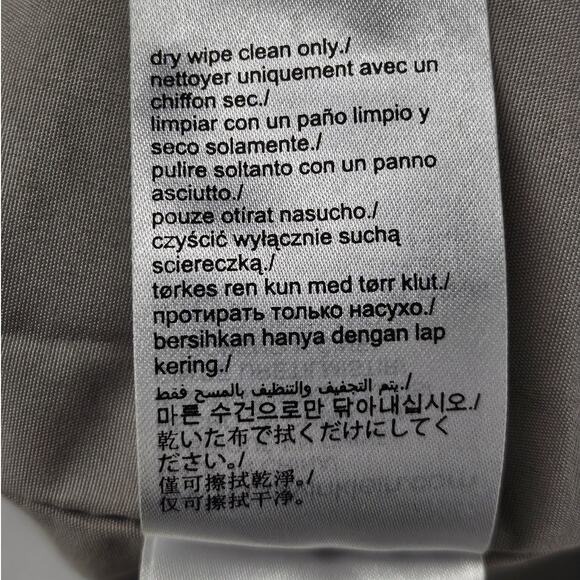 dry wipe clean only./
nettoyer uniquement avec un
chiffon sec./
limpiar con un paño limpio y
seco solamente./
pulire soltanto con un panno
asciutto./
pouze otirat nasucho./
czyścić wyłącznie suchą
sciereczką./
tørkes ren kun med tørr klut./
протирать только насухо./
bersihkan hanya dengan lap
kering./
يتم التجفيف والتنظيف بالمسح فقط./
마른 수건으로만 닦아내십시오./
乾いた布で拭くだけにしてく
ださい。/
僅可擦拭乾淨。/
仅可擦拭干净。